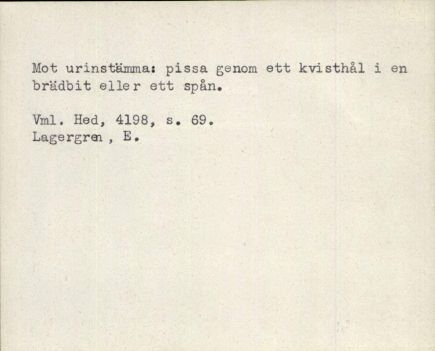 Mot urinstämma: pissa genom ett kvisthål i en
brädbit eller ett spån.
Vml. Hed, 4198, s. 69.
Lagergren , E.